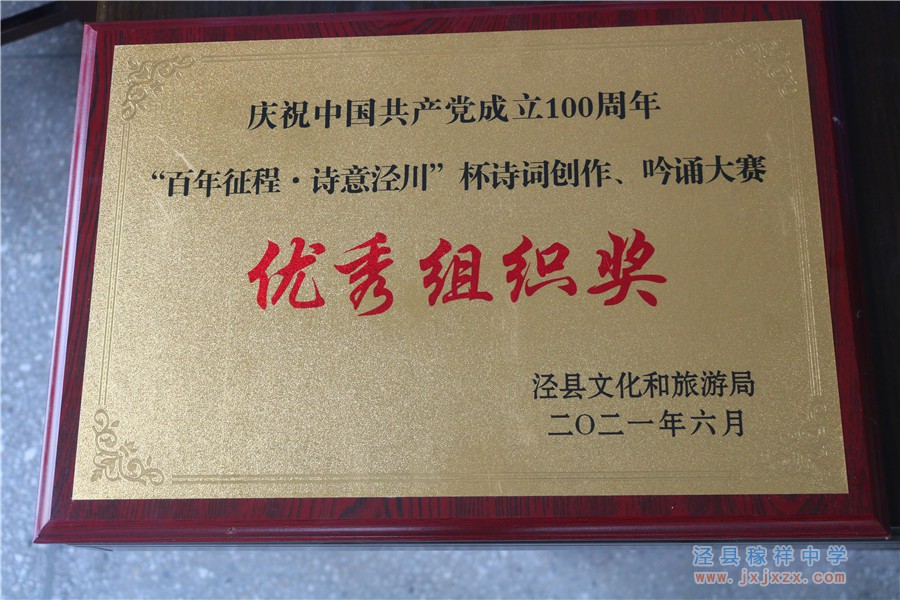 庆祝中国共产党成立100周年
“百年征程·诗意泾川”杯诗词创作、吟诵大赛
优秀组织奖
泾县文化和旅游局
二〇二一年六月
泾县稼祥中学
www.jxjxzx.com